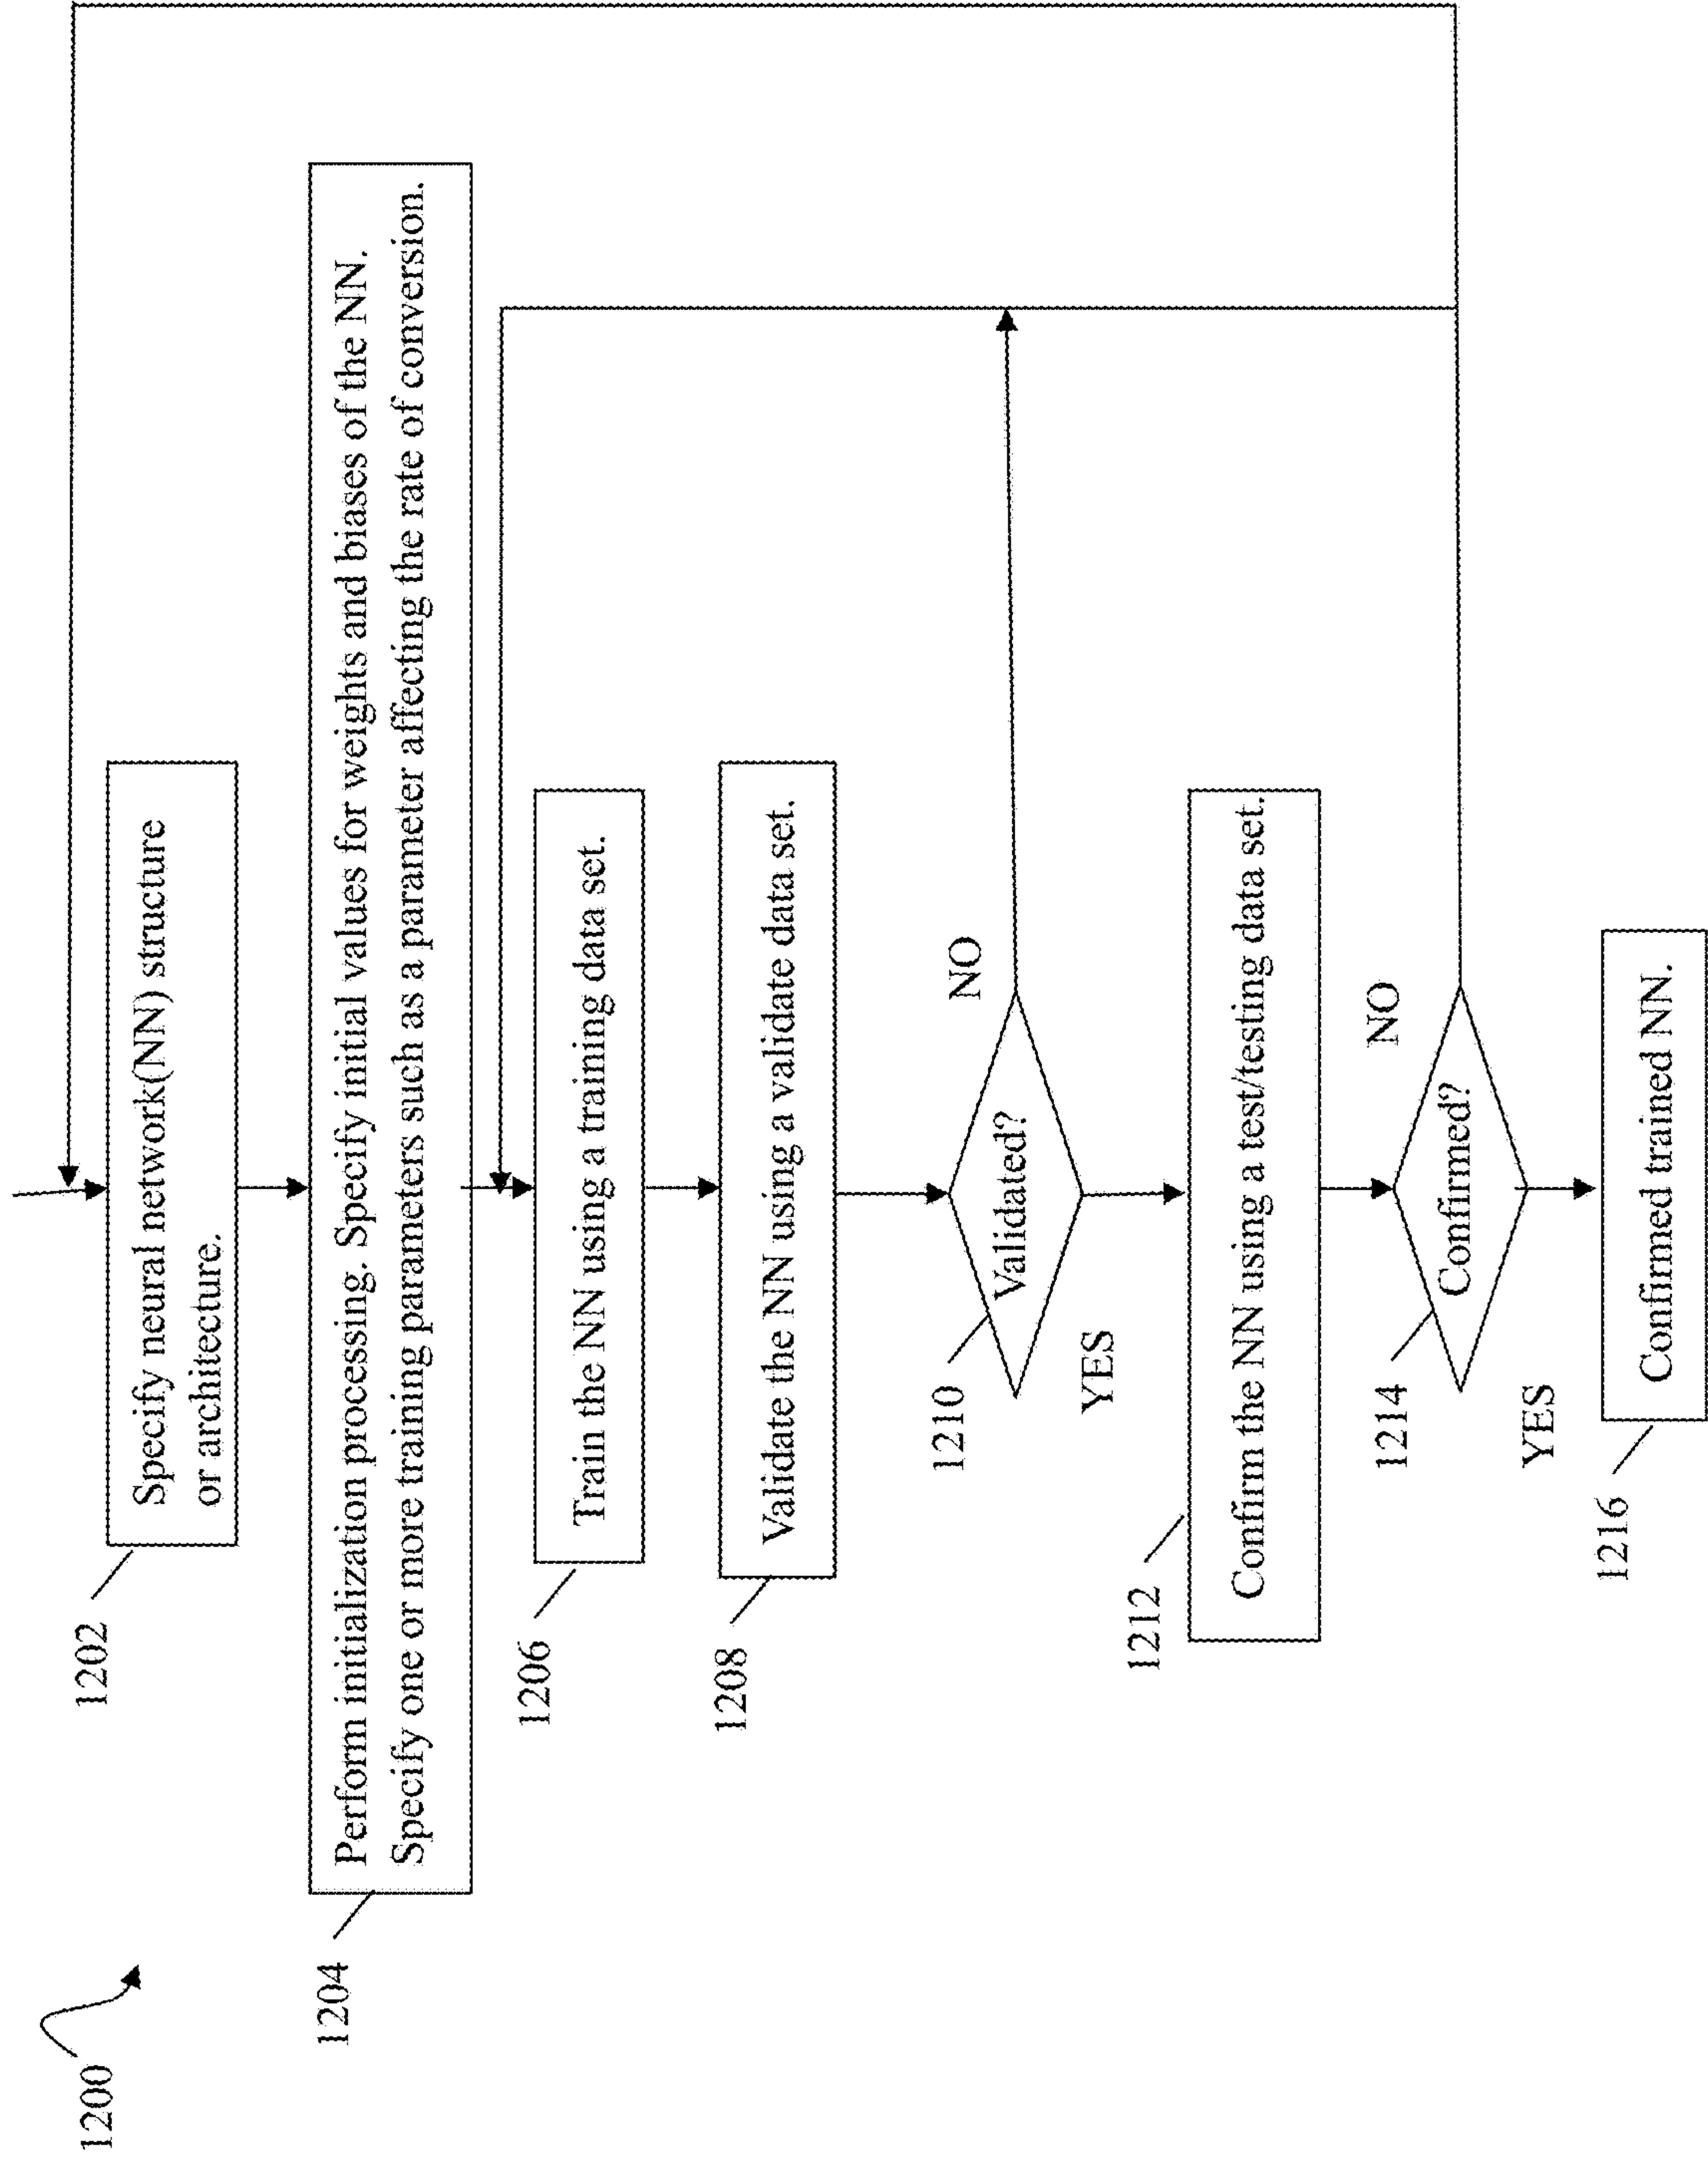 1200
1202
Specify neural network(NN) structure
or architecture.
1204
Perform initialization processing. Specify initial values for weights and biases of the NN.
Specify one or more training parameters such as a parameter affecting the rate of conversion.
1206
Train the NN using a training data set.
1208
Validate the NN using a validate data set.
1210
Validated?
NO
YES
1212
Confirm the NN using a test/testing data set.
1214
Confirmed?
NO
YES
1216
Confirmed trained NN.